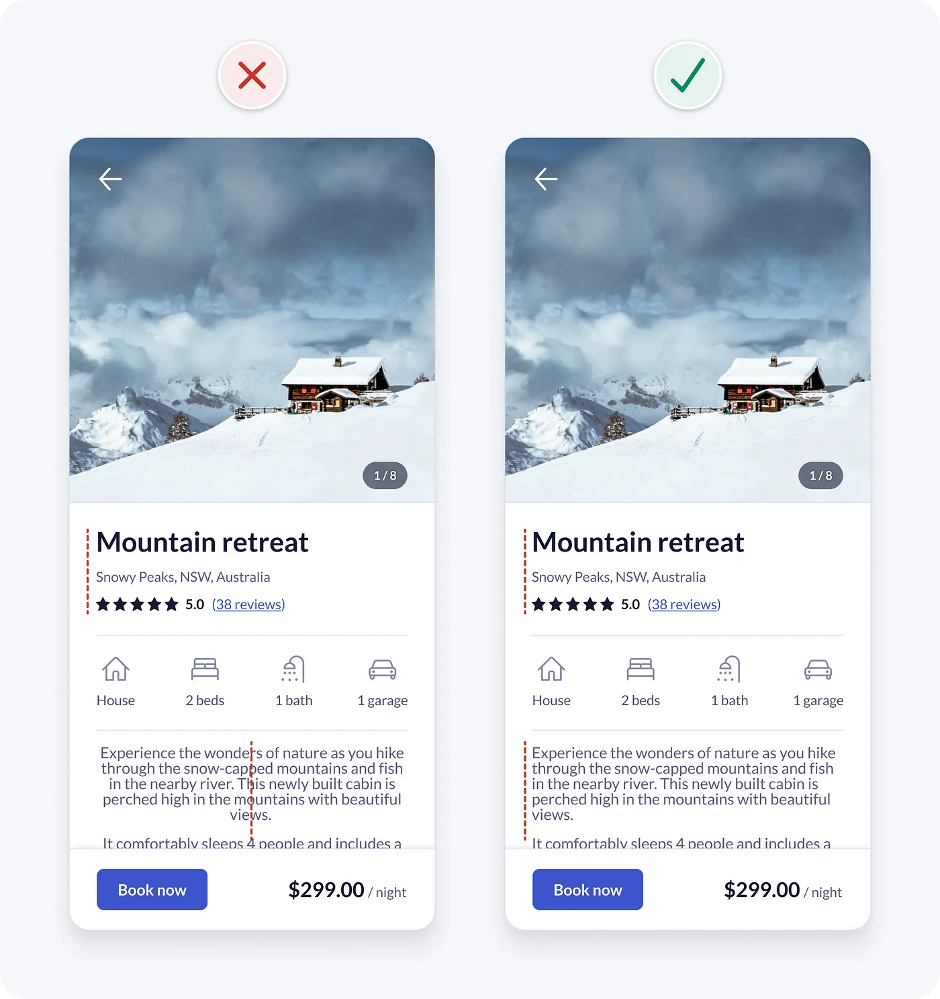 1 / 8
Mountain retreat
Snowy Peaks, NSW, Australia
5.0 (38 reviews)
House 2 beds 1 bath 1 garage
Experience the wonders of nature as you hike
through the snow-capped mountains and fish
in the nearby river. This newly built cabin is
perched high in the mountains with beautiful
views.
It comfortably sleeps 4 people and includes a
Book now $299.00 / night
1 / 8
Mountain retreat
Snowy Peaks, NSW, Australia
5.0 (38 reviews)
House 2 beds 1 bath 1 garage
Experience the wonders of nature as you hike
through the snow-capped mountains and fish
in the nearby river. This newly built cabin is
perched high in the mountains with beautiful
views.
It comfortably sleeps 4 people and includes a
Book now $299.00 / night